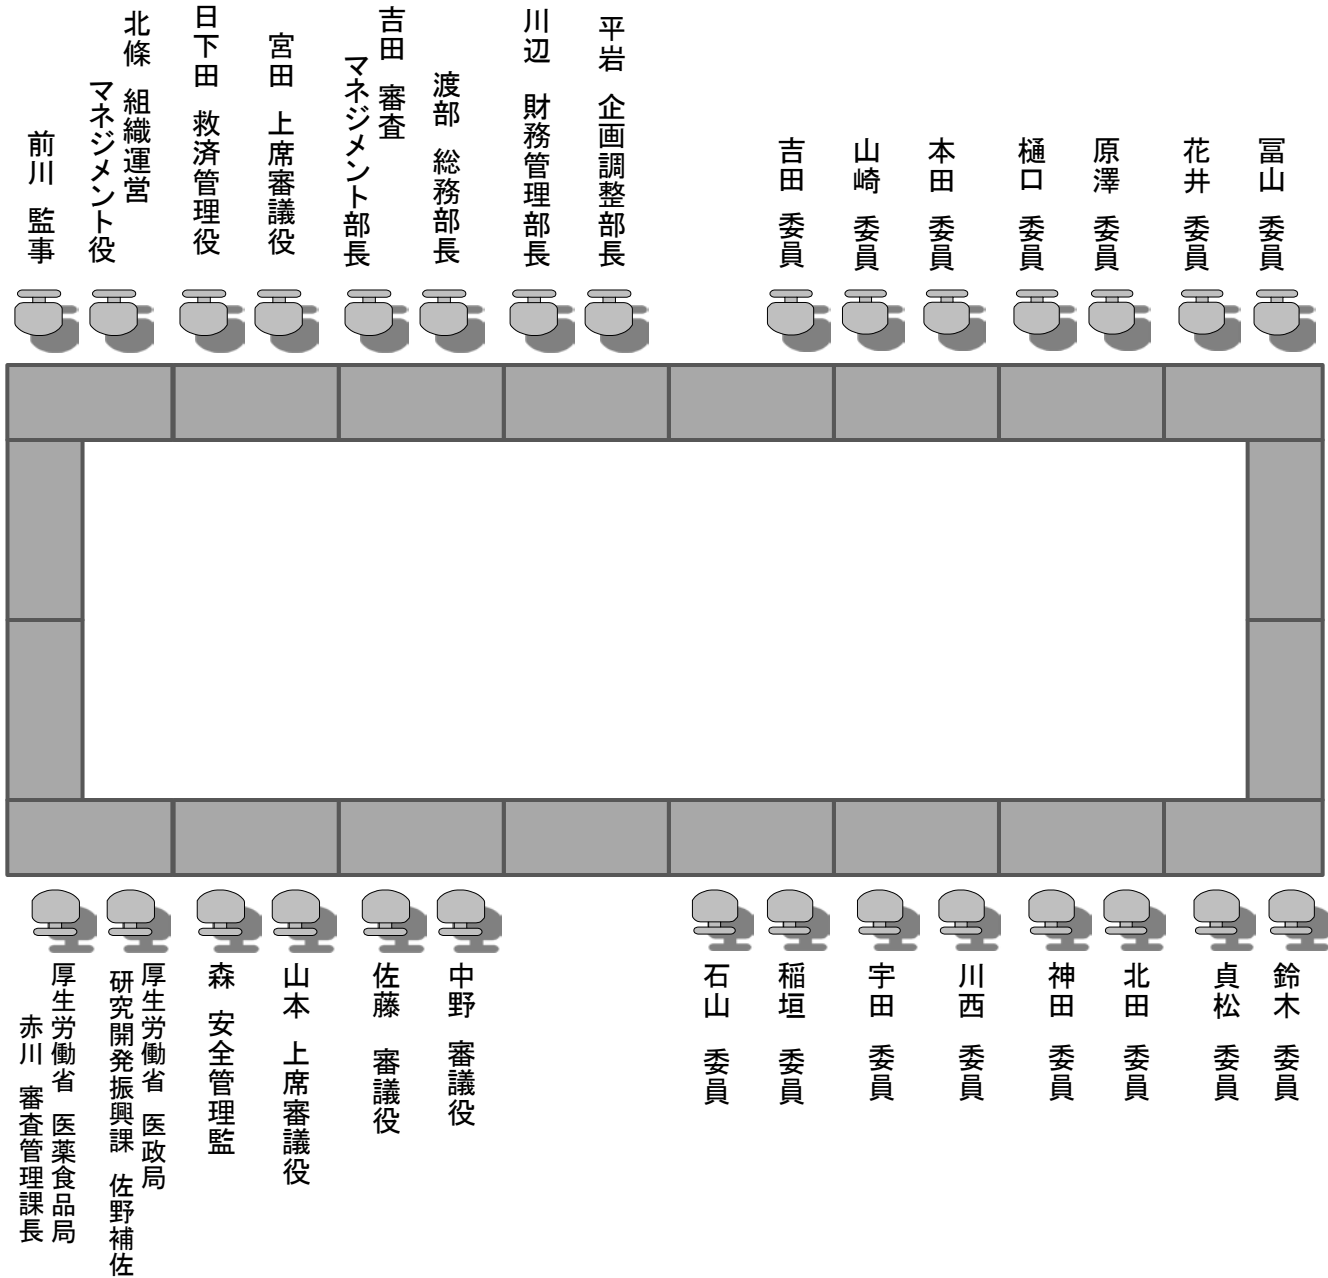 前川 監事
北條 組織運営
マネジメント役
日下田 救済管理役
宮田 上席審議役
吉田 審査
マネジメント部長
渡部 総務部長
川辺 財務管理部長
平岩 企画調整部長
吉田 委員
山崎 委員
本田 委員
樋口 委員
原澤 委員
花井 委員
冨山 委員
厚生労働省 医薬食品局
赤川 審査管理課長
厚生労働省 医政局
研究開発振興課 佐野補佐
森 安全管理監
山本 上席審議役
佐藤 審議役
中野 審議役
石山 委員
稲垣 委員
宇田 委員
川西 委員
神田 委員
北田 委員
貞松 委員
鈴木 委員